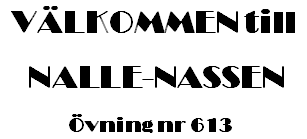 VÄLKOMMEN till
NALLE-NASSEN
Övning nr 613